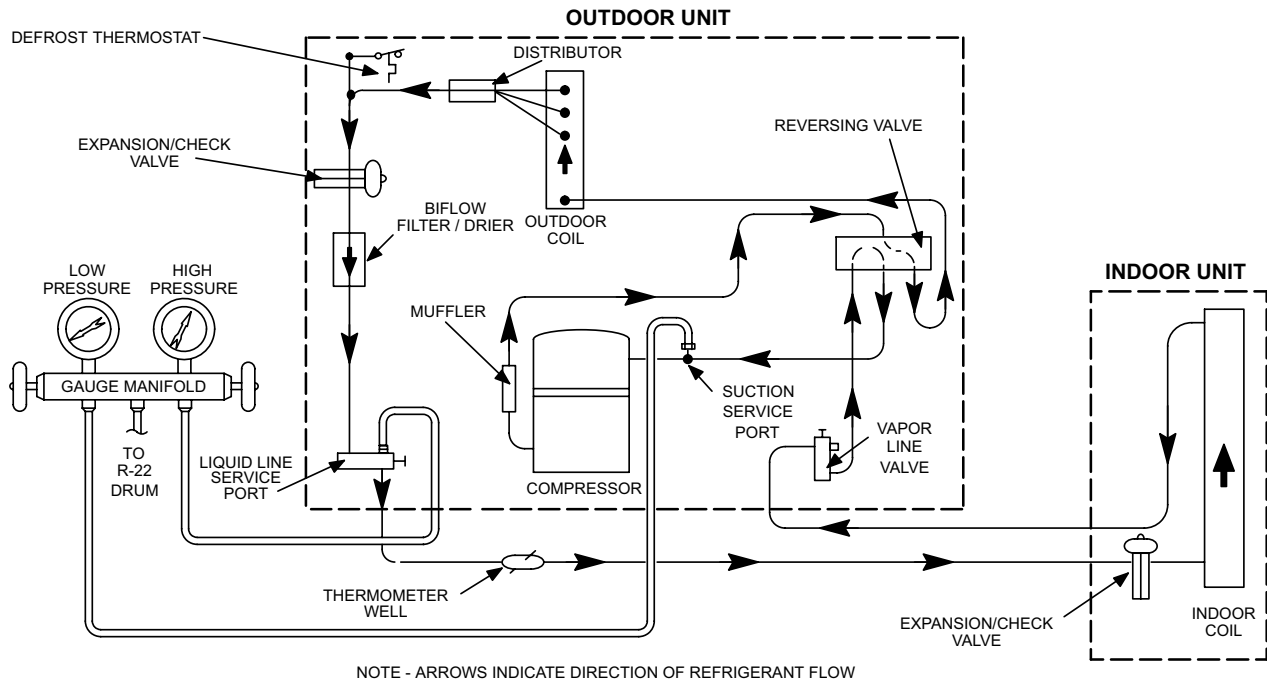 OUTDOOR UNIT
DEFROST THERMOSTAT
DISTRIBUTOR
REVERSING VALVE
EXPANSION/CHECK
VALVE
BIFLOW
FILTER / DRIER
OUTDOOR
COIL
LOW
PRESSURE
HIGH
PRESSURE
INDOOR UNIT
MUFFLER
GAUGE MANIFOLD
SUCTION
SERVICE
PORT
VAPOR
LINE
VALVE
TO
R-22
DRUM
LIQUID LINE
SERVICE
PORT
COMPRESSOR
THERMOMETER
WELL
EXPANSION/CHECK
VALVE
INDOOR
COIL
NOTE - ARROWS INDICATE DIRECTION OF REFRIGERANT FLOW